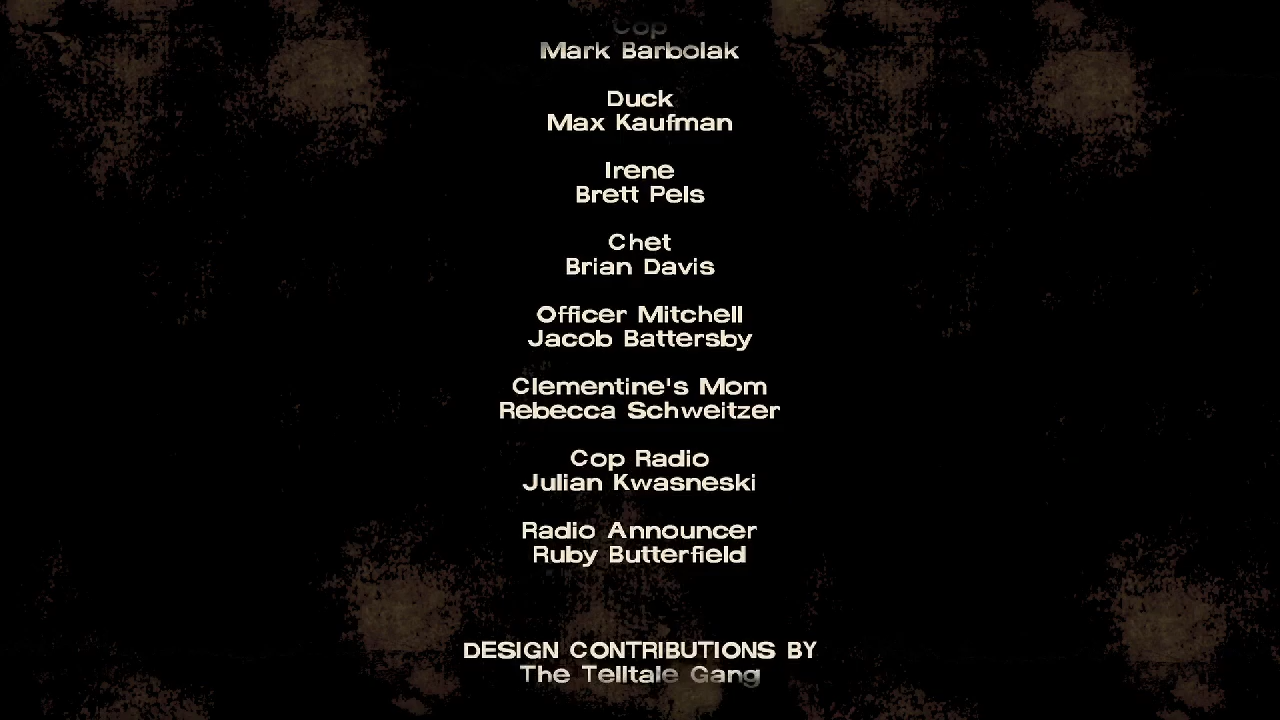 Cop
Mark Barbolak
Duck
Max Kaufman
Irene
Brett Pels
Chet
Brian Davis
Officer Mitchell
Jacob Battersby
Clementine's Mom
Rebecca Schweitzer
Cop Radio
Julian Kwasneski
Radio Announcer
Ruby Butterfield
DESIGN CONTRIBUTIONS BY
The Telltale Gang